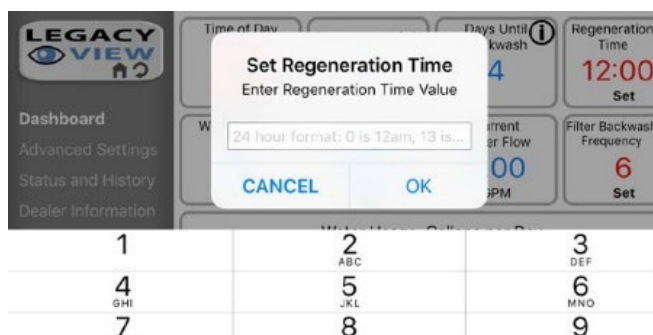 LEGACY
VIEW
Time of Day
Days Until
kwash
4
Regeneration
Time
12:00
Set
Set Regeneration Time
Enter Regeneration Time Value
24 hour format: 0 is 12am, 13 is...
CANCEL
OK
Dashboard
Advanced Settings
Status and History
Dealer Information
W
rrent
er Flow
00
GPM
Filter Backwash
Frequency
6
Set
1
2
ABC
3
DEF
4
GHI
5
JKL
6
MNO
7
8
9